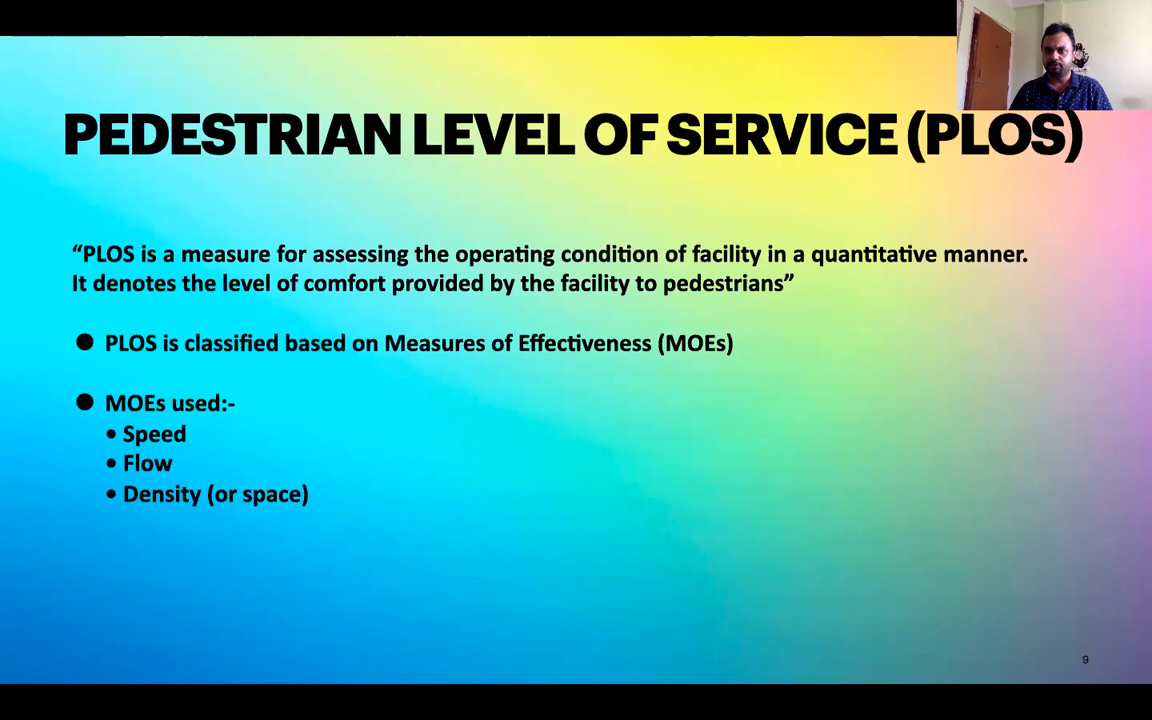 PEDESTRIAN LEVEL OF SERVICE (PLOS)
“PLOS is a measure for assessing the operating condition of facility in a quantitative manner.
It denotes the level of comfort provided by the facility to pedestrians”
● PLOS is classified based on Measures of Effectiveness (MOEs)
● MOEs used:-
• Speed
• Flow
• Density (or space)
9